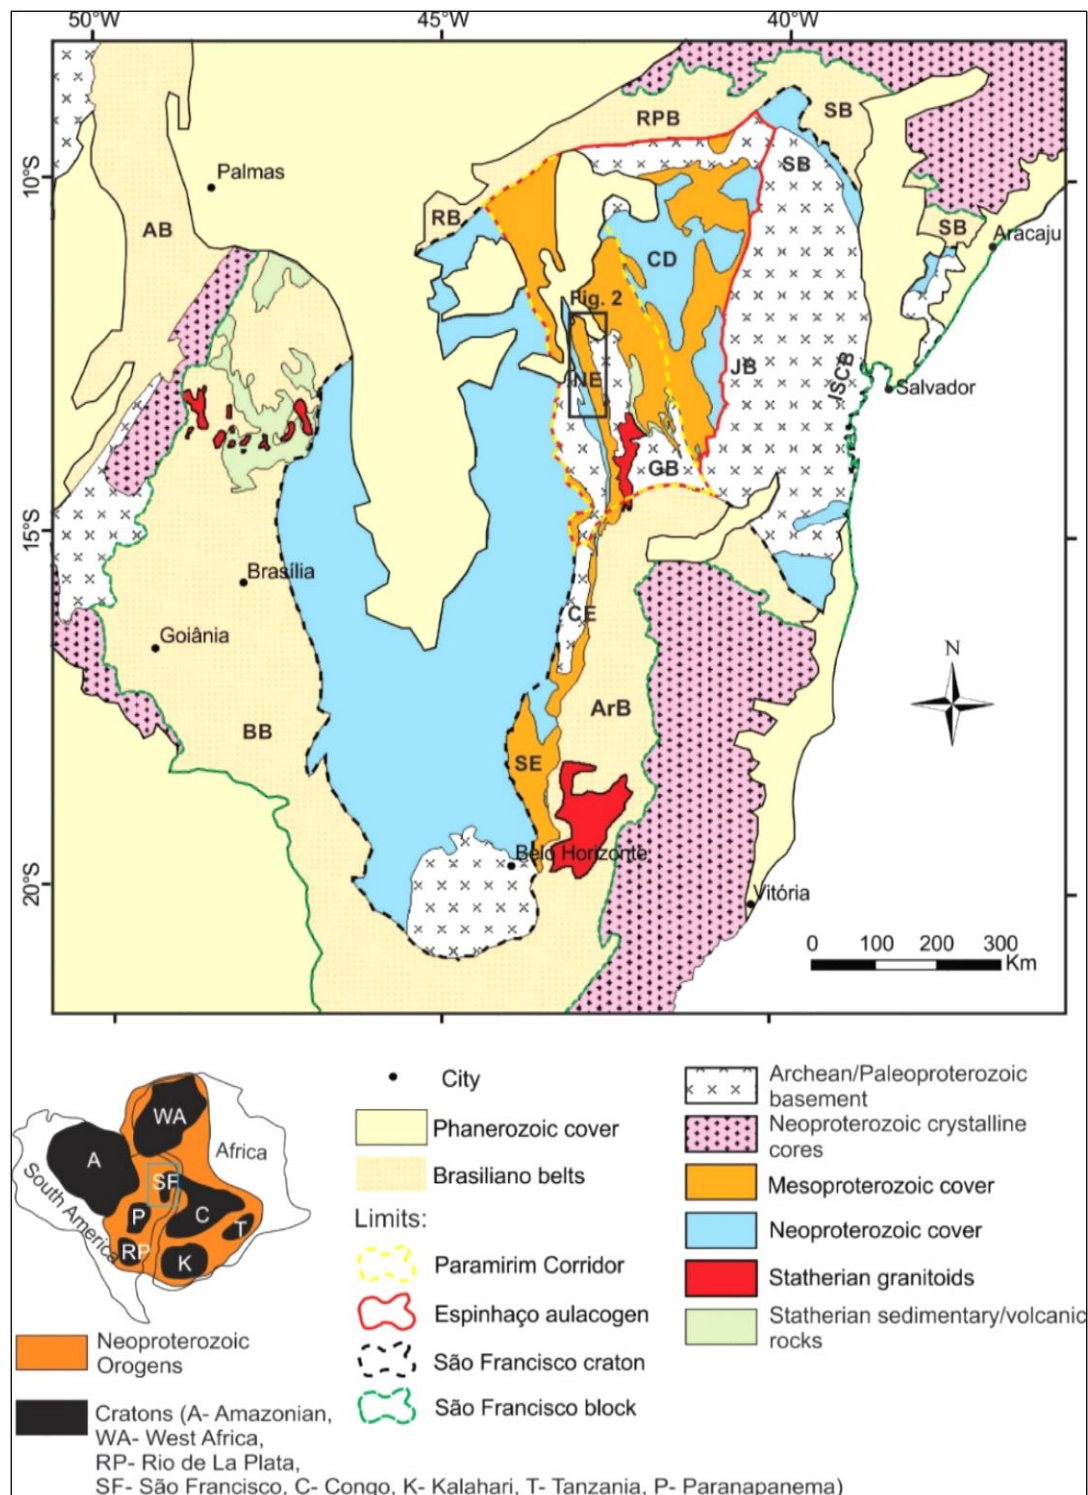 50°W 45°W 40°W
10°S
15°S
20°S
RPB
SB
Palmas
SB
RB
AB
SB
Aracaju
CD
Fig. 2
NE
JB
ISCB
Salvador
GB
Brasília
CE
Goiânia
N
ArB
BB
SE
Belo Horizonte
Vitória
0 100 200 300
Km
WA
A
Africa
South America
SF
P
C
T
RP
K
Neoproterozoic
Orogens
Cratons (A- Amazonian,
WA- West Africa,
RP- Rio de La Plata,
SF- São Francisco, C- Congo, K- Kalahari, T- Tanzania, P- Paranapanema)
City
Phanerozoic cover
Brasiliano belts
Limits:
Paramirim Corridor
Espinhaço aulacogen
São Francisco craton
São Francisco block
Archean/Paleoproterozoic
basement
Neoproterozoic crystalline
cores
Mesoproterozoic cover
Neoproterozoic cover
Statherian granitoids
Statherian sedimentary/volcanic
rocks